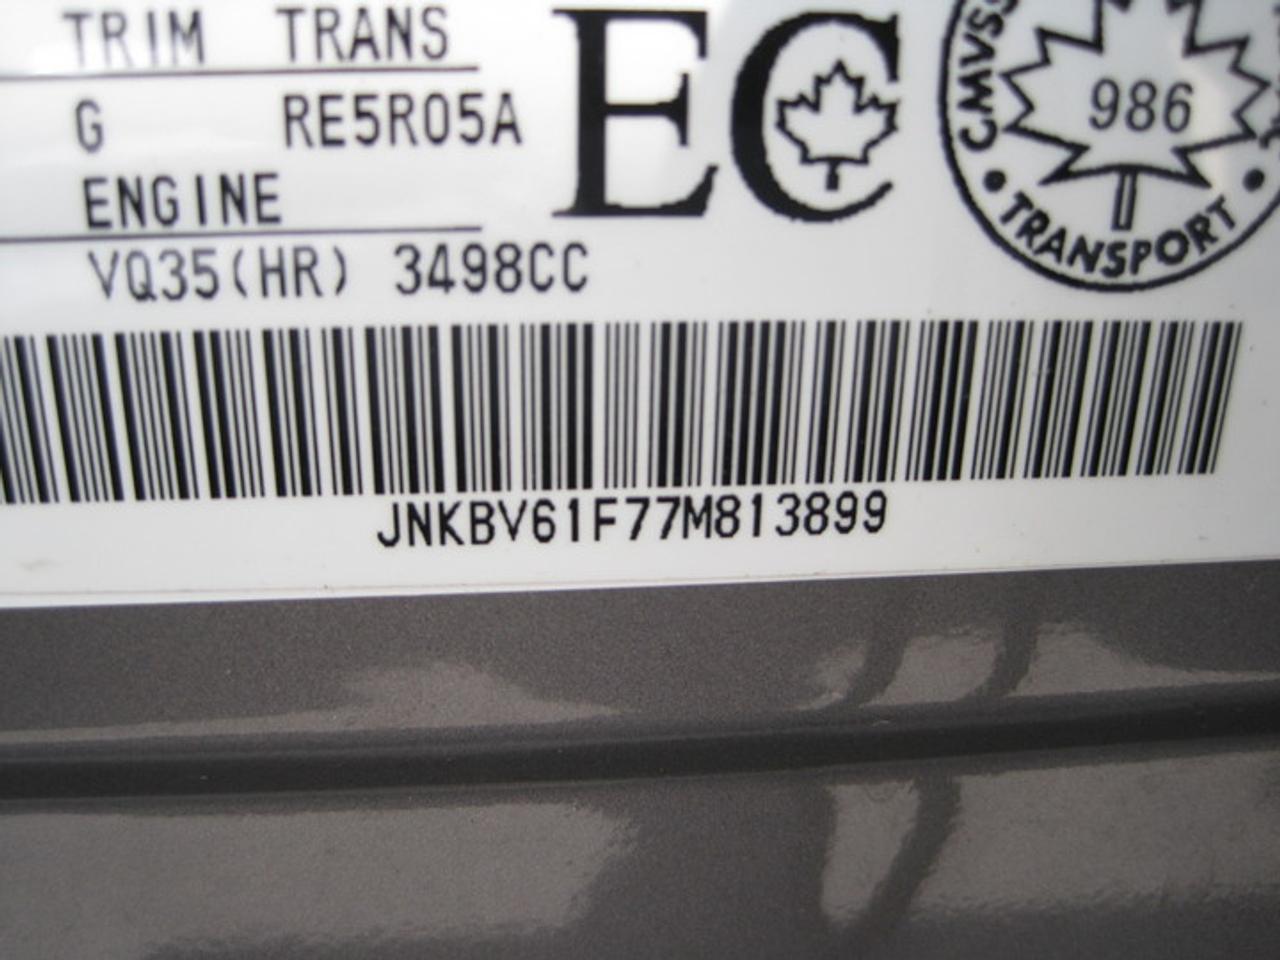 TRIM TRANS
G RE5R05A
ENGINE
VQ35(HR) 3498CC
EC
CMVSS
986
TRANSPORT
JNKBV61F77M813899